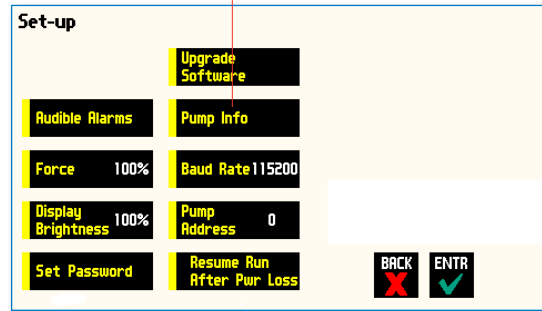 Set-up
Upgrade
Software
Audible Alarms
Pump Info
Force 100%
Baud Rate 115200
Display
Brightness 100%
Pump
Address 0
Set Password
Resume Run
After Pwr Loss
BACK
ENTR